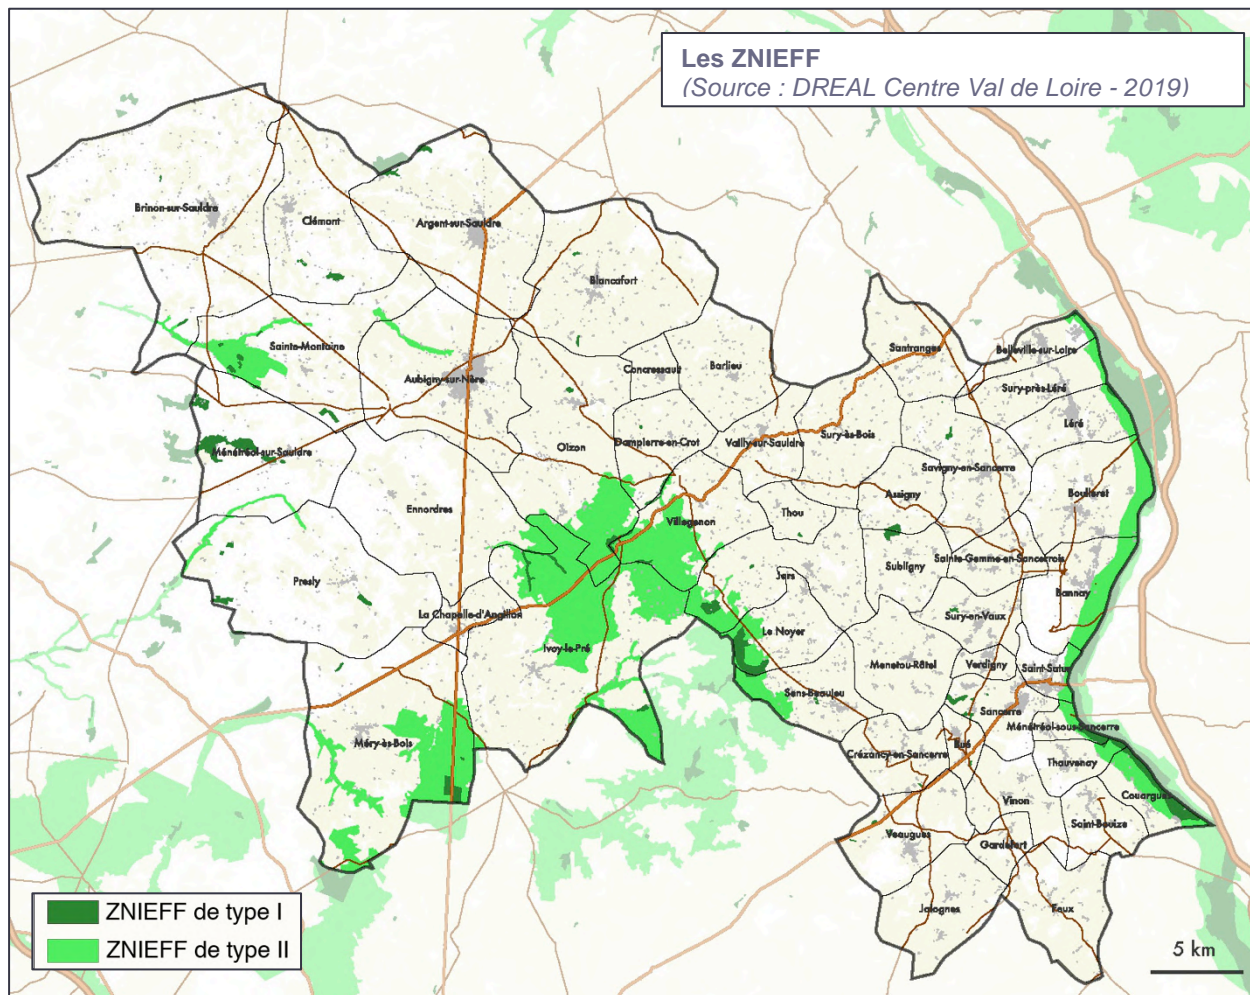 Les ZNIEFF
(Source : DREAL Centre Val de Loire - 2019)
Brinon-sur-Sauldre
Clémont
Argent-sur-Sauldre
Blancafort
Sainte-Montaine
Aubigny-sur-Nère
Concressault
Barlieu
Santranges
Belleville-sur-Loire
Sury-près-Léré
Léré
Ménétréol-sur-Sauldre
Oizon
Dampierre-en-Crot
Vailly-sur-Sauldre
Sury-ès-Bois
Savigny-en-Sancerre
Assigny
Boulleret
Ennordres
Villegenon
Thou
Subligny
Sainte-Gemme-en-Sancerrois
Presly
Jars
Bannay
La Chapelle-d'Angillon
Sury-en-Vaux
Ivoy-le-Pré
Le Noyer
Menetou-Râtel
Verdigny
Saint-Satur
Sens-Beaujeu
Sancerre
Ménétréol-sous-Sancerre
Méry-ès-Bois
Crézancy-en-Sancerre
Bué
Thauvenay
Couargues
Vinon
Saint-Bouize
Veaugues
Gardefort
Jalognes
Feux
ZNIEFF de type I
ZNIEFF de type II
5 km